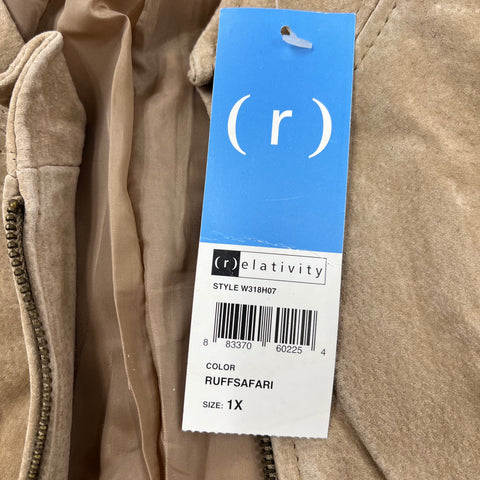 (r)
(r)elativity
STYLE W318H07
8 83370 60225 4
COLOR
RUFFSAFARI
SIZE: 1X